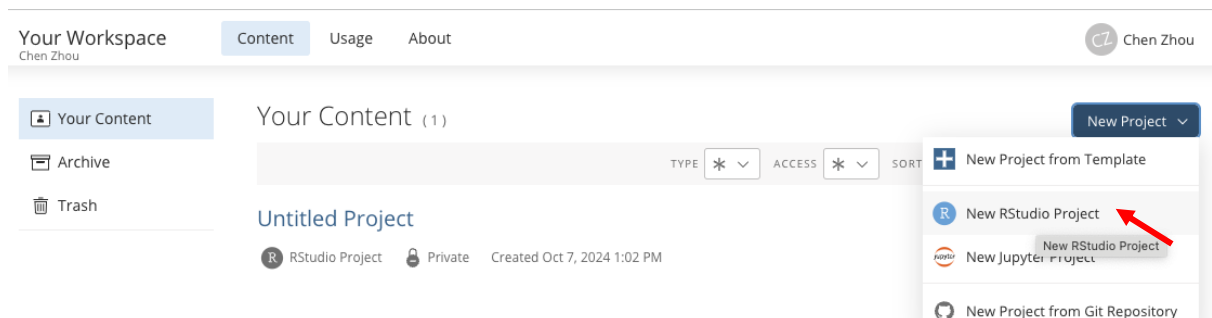 Your Workspace
Chen Zhou
Content Usage About
CZ Chen Zhou
Your Content
Archive
Trash
Your Content (1)
New Project
TYPE * ACCESS * SORT
New Project from Template
New RStudio Project
New RStudio Project
New Jupyter Project
New Project from Git Repository
Untitled Project
R RStudio Project Private Created Oct 7, 2024 1:02 PM